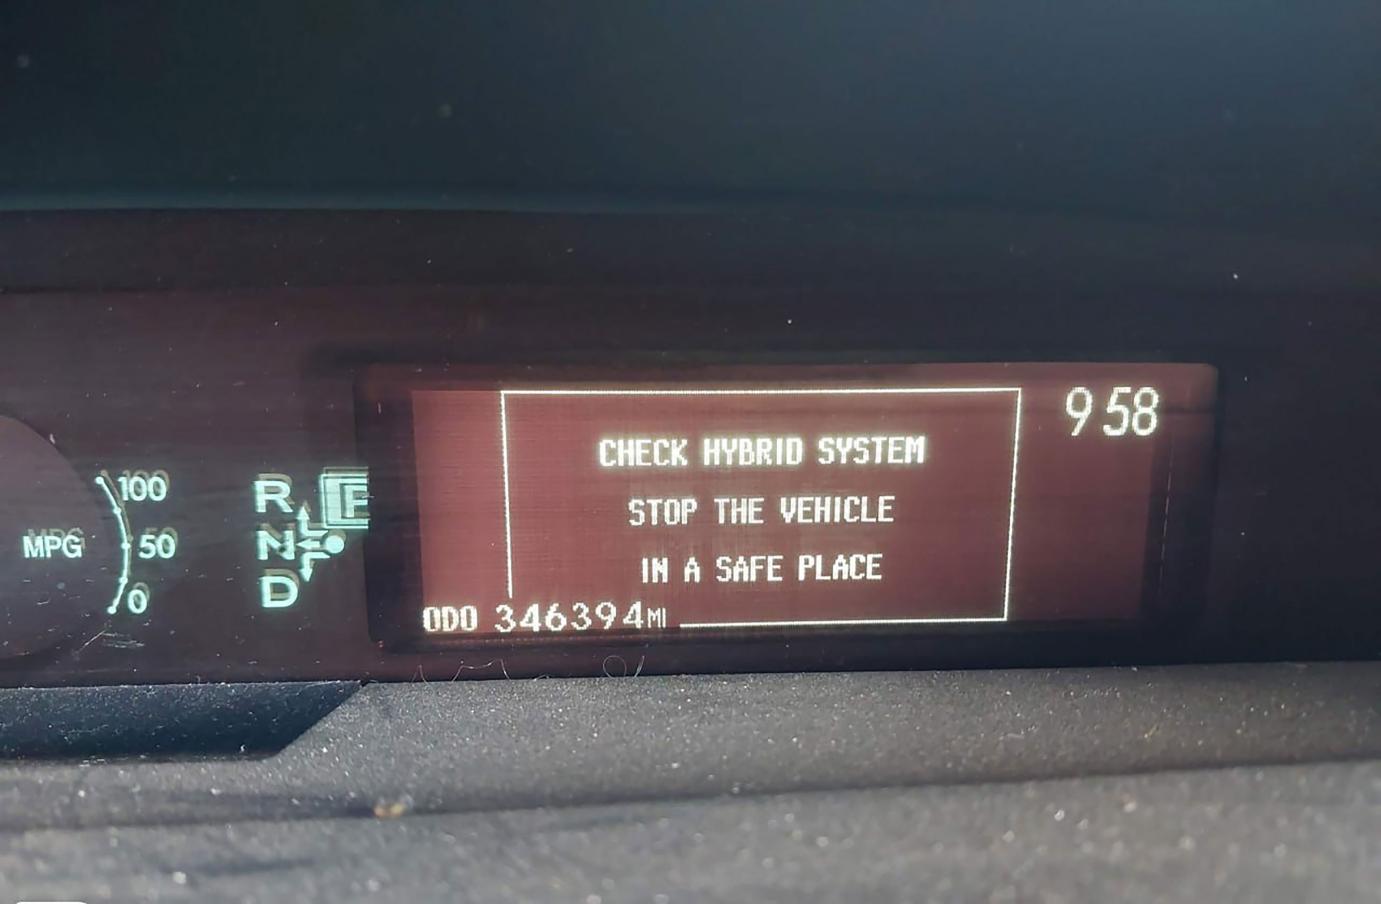 9 58
CHECK HYBRID SYSTEM
STOP THE VEHICLE
IN A SAFE PLACE
ODO 346394MI
MPG
100
50
0
R
P
N
D